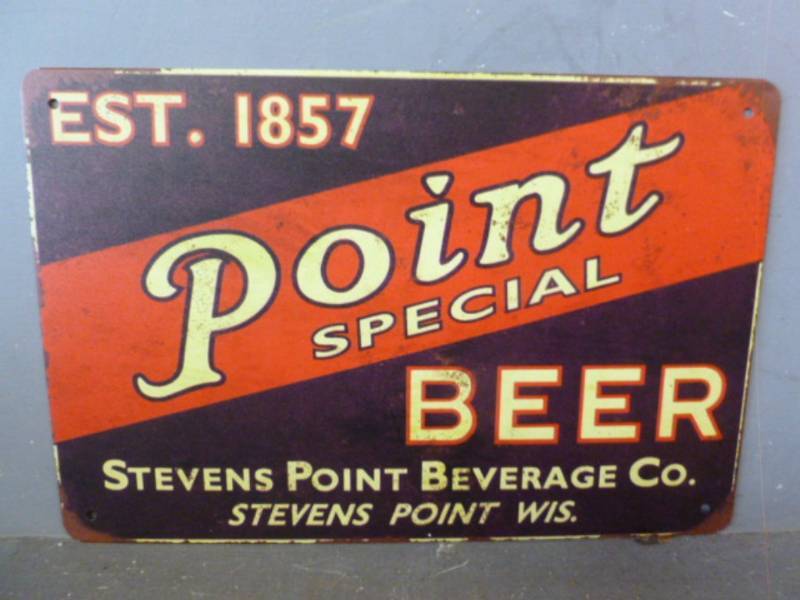 EST. 1857
Point
SPECIAL
BEER
STEVENS POINT BEVERAGE CO.
STEVENS POINT WIS.